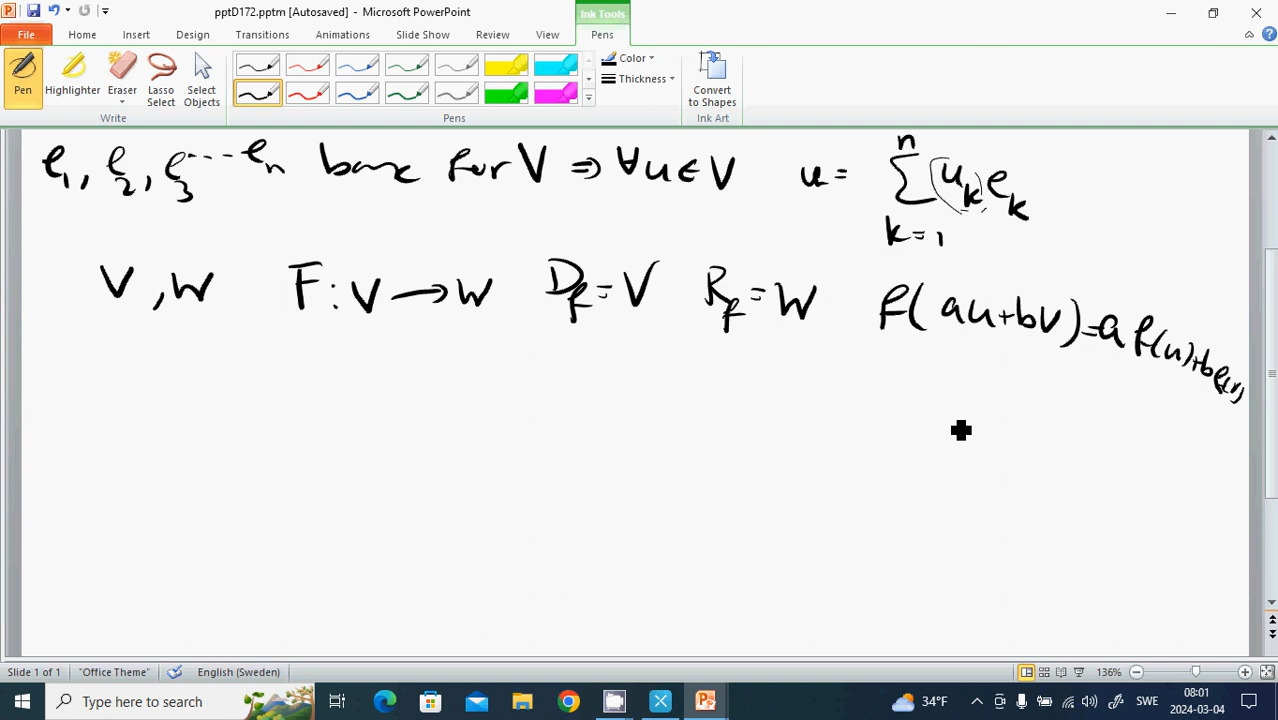 pptD172.pptm [Autosaved] - Microsoft PowerPoint
Ink Tools
File Home Insert Design Transitions Animations Slide Show Review View Pens
Pen Highlighter Eraser Lasso Select Select Objects
Color
Thickness
Convert to Shapes
Write Pens Ink Art
e₁, e₂, e₃ ... eₙ base for V ⇒ ∀u ∈ V u = ∑ₖ₌₁ⁿ uₖ eₖ
V, W F: V → W D_f = V R_f = W f(au+bv) = a f(u)+bf(v)
Slide 1 of 1 "Office Theme" English (Sweden) 136%
Type here to search 34°F SWE 08:01
2024-03-04